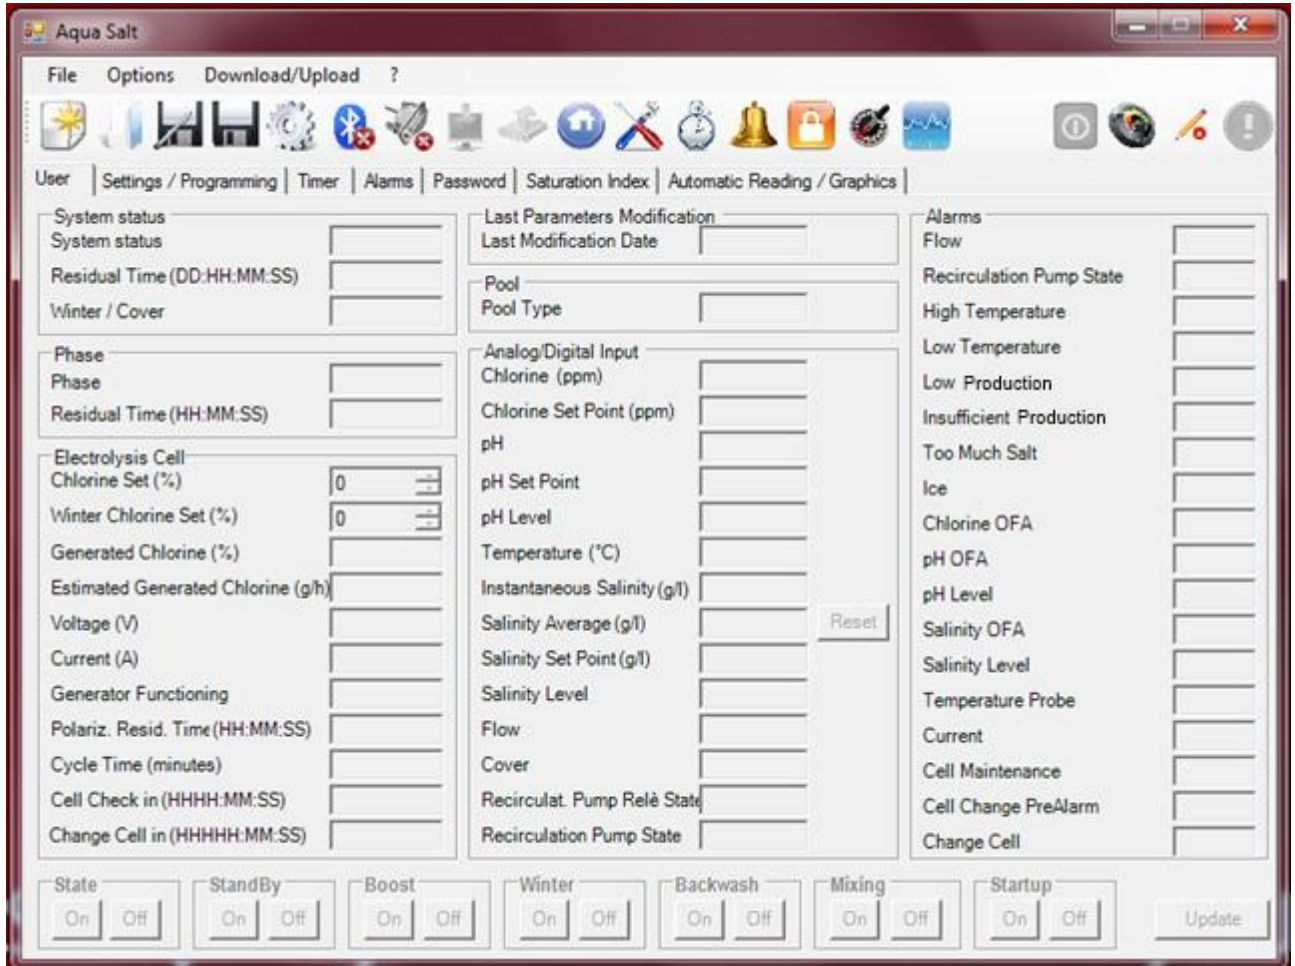 Aqua Salt
File Options Download/Upload ?
User Settings / Programming Timer Alarms Password Saturation Index Automatic Reading / Graphics
System status
System status
Residual Time (DD:HH:MM:SS)
Winter / Cover
Phase
Phase
Residual Time (HH:MM:SS)
Electrolysis Cell
Chlorine Set (%) 0
Winter Chlorine Set (%) 0
Generated Chlorine (%)
Estimated Generated Chlorine (g/h)
Voltage (V)
Current (A)
Generator Functioning
Polariz. Resid. Time (HH:MM:SS)
Cycle Time (minutes)
Cell Check in (HHHH:MM:SS)
Change Cell in (HHHHH:MM:SS)
Last Parameters Modification
Last Modification Date
Pool
Pool Type
Analog/Digital Input
Chlorine (ppm)
Chlorine Set Point (ppm)
pH
pH Set Point
pH Level
Temperature (°C)
Instantaneous Salinity (g/l)
Salinity Average (g/l) Reset
Salinity Set Point (g/l)
Salinity Level
Flow
Cover
Recirculat. Pump Relè State
Recirculation Pump State
Alarms
Flow
Recirculation Pump State
High Temperature
Low Temperature
Low Production
Insufficient Production
Too Much Salt
Ice
Chlorine OFA
pH OFA
pH Level
Salinity OFA
Salinity Level
Temperature Probe
Current
Cell Maintenance
Cell Change PreAlarm
Change Cell
State StandBy Boost Winter Backwash Mixing Startup
On Off On Off On Off On Off On Off On Off On Off Update